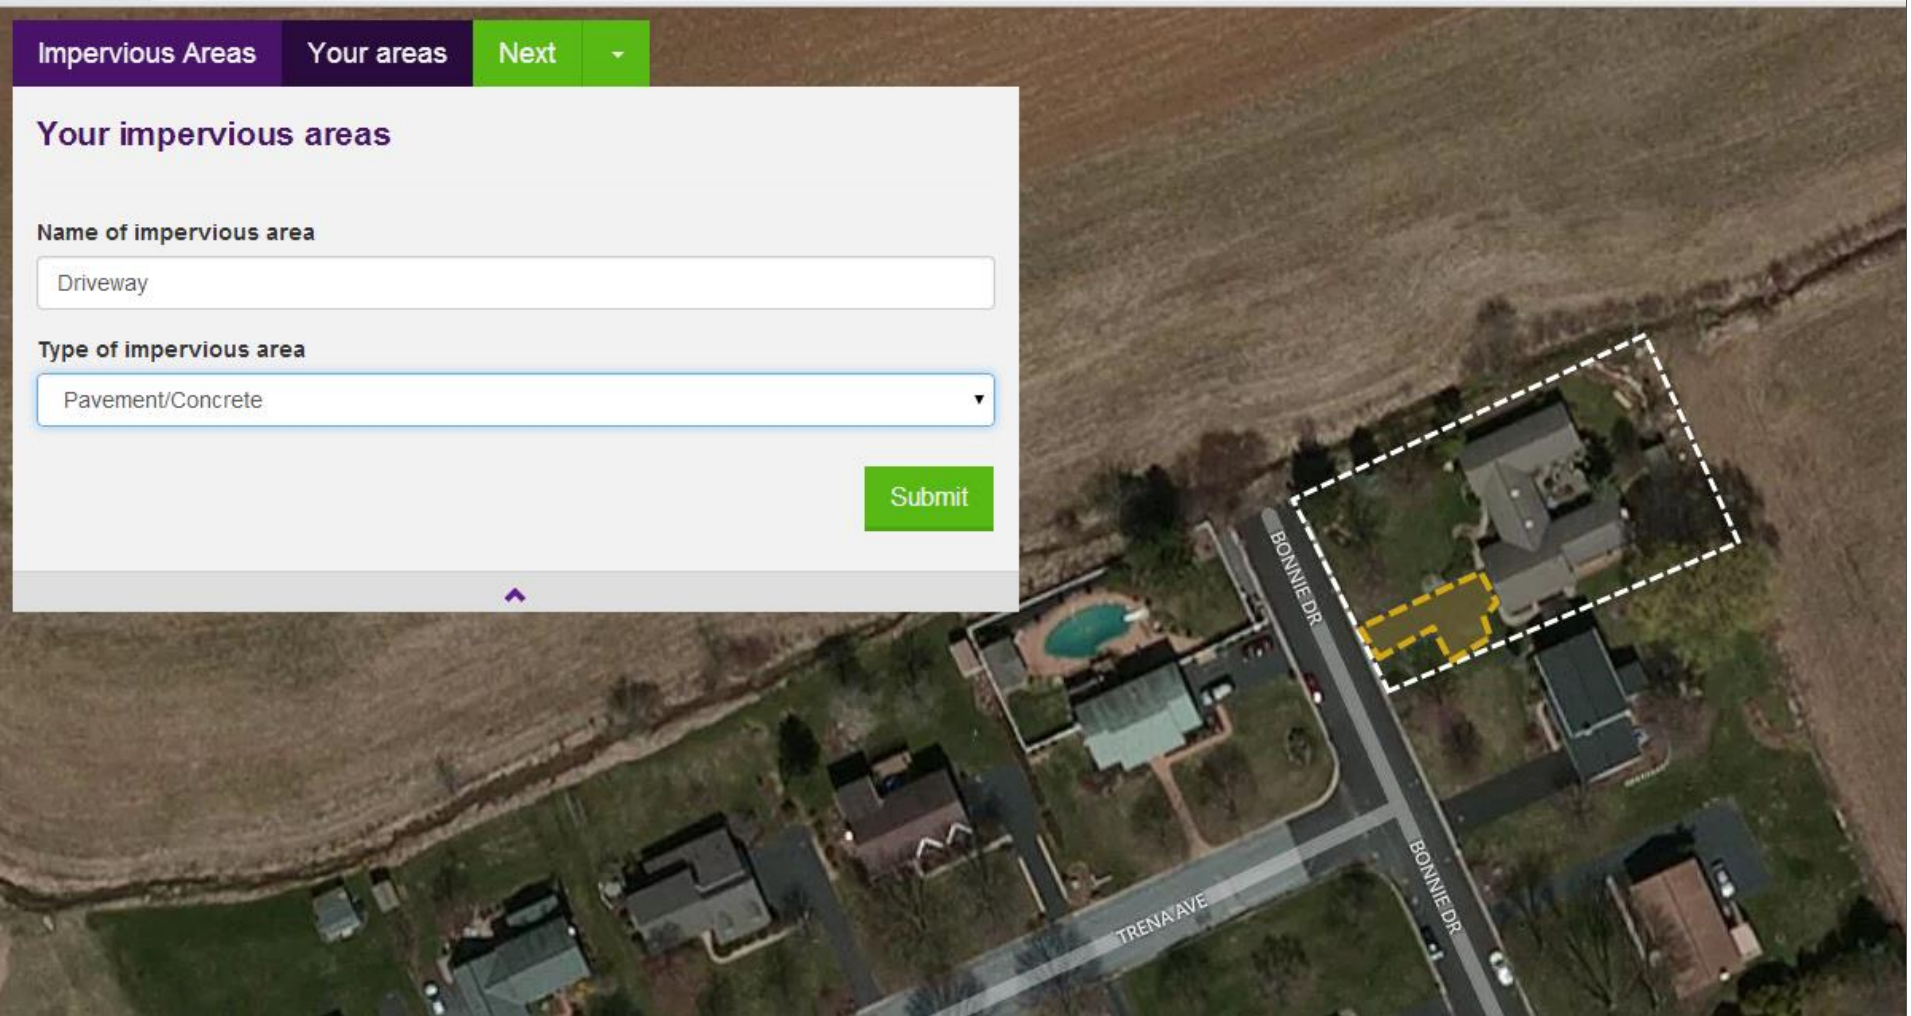 Impervious Areas Your areas Next
Your impervious areas
Name of impervious area
Driveway
Type of impervious area
Pavement/Concrete
Submit
BONNIE DR
TRENA AVE
BONNIE DR